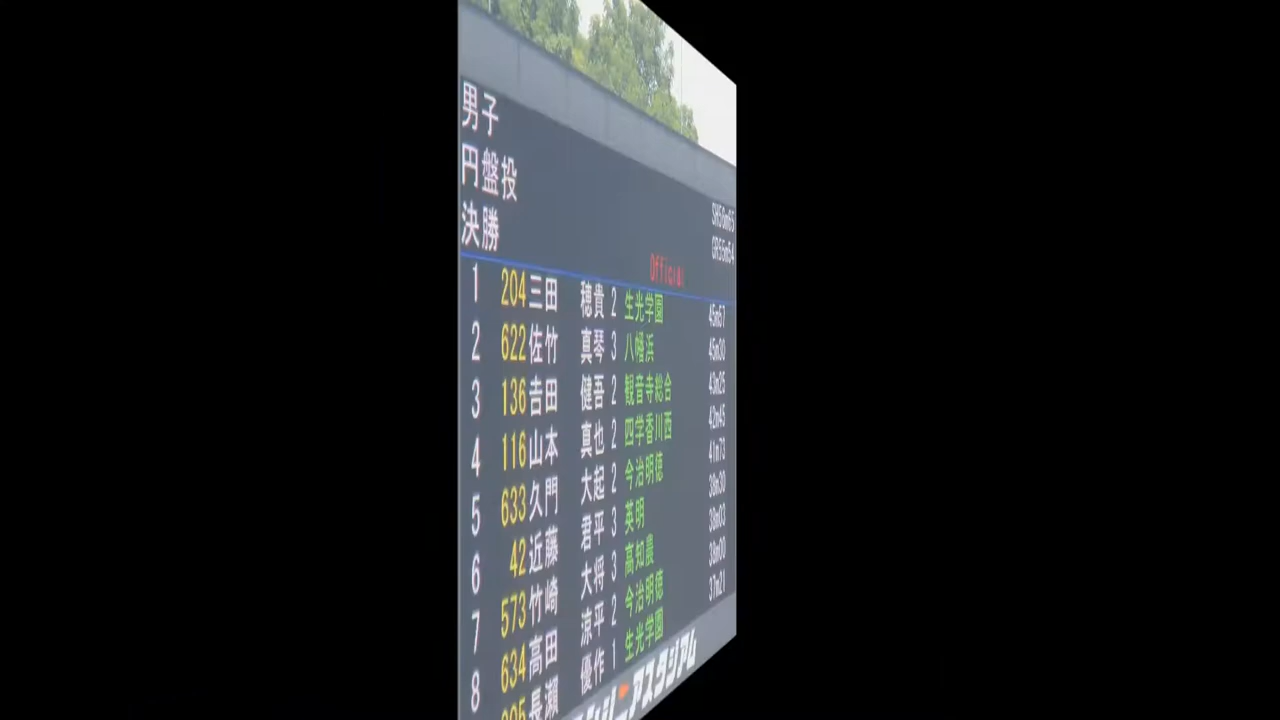 男子
円盤投
決勝
Official
1 204 三田 穂貴 2 生光学園 45m57
2 622 佐竹 真琴 3 八幡浜 45m30
3 136 𠮷田 健吾 2 観音寺総合 43m25
4 116 山本 真也 2 四学香川西 42m45
5 633 久門 大起 2 今治明徳 41m73
6 42 近藤 君平 3 英明 38m30
7 573 竹崎 大将 3 高知農 38m03
8 634 高田 涼平 2 今治明徳 38m00
長瀬 優作 1 生光学園 37m21